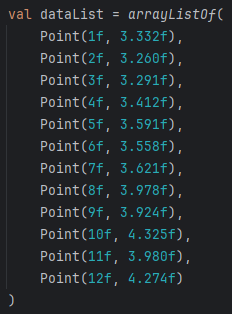 val dataList = arrayListOf(
    Point(1f, 3.332f),
    Point(2f, 3.260f),
    Point(3f, 3.291f),
    Point(4f, 3.412f),
    Point(5f, 3.591f),
    Point(6f, 3.558f),
    Point(7f, 3.621f),
    Point(8f, 3.978f),
    Point(9f, 3.924f),
    Point(10f, 4.325f),
    Point(11f, 3.980f),
    Point(12f, 4.274f)
)